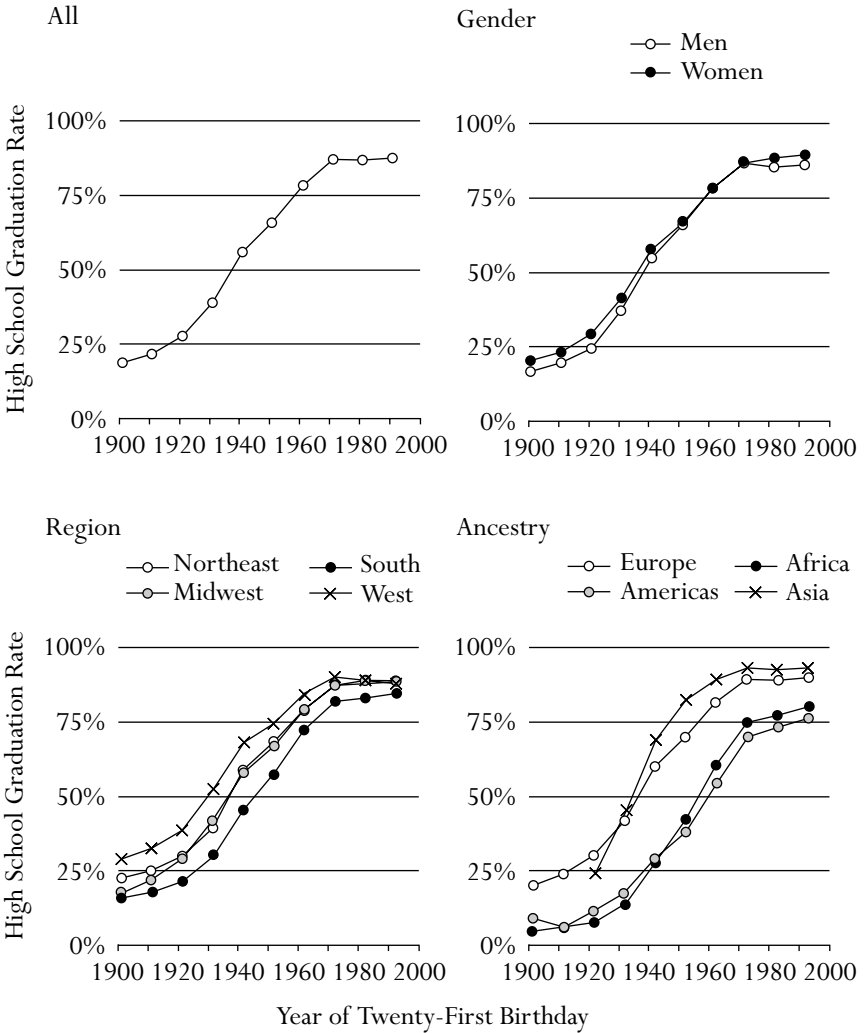 All
Gender
Men
Women
High School Graduation Rate
100%
75%
50%
25%
0%
1900 1920 1940 1960 1980 2000
100%
75%
50%
25%
0%
1900 1920 1940 1960 1980 2000
Region
Northeast South
Midwest West
Ancestry
Europe Africa
Americas Asia
High School Graduation Rate
100%
75%
50%
25%
0%
1900 1920 1940 1960 1980 2000
100%
75%
50%
25%
0%
1900 1920 1940 1960 1980 2000
Year of Twenty-First Birthday